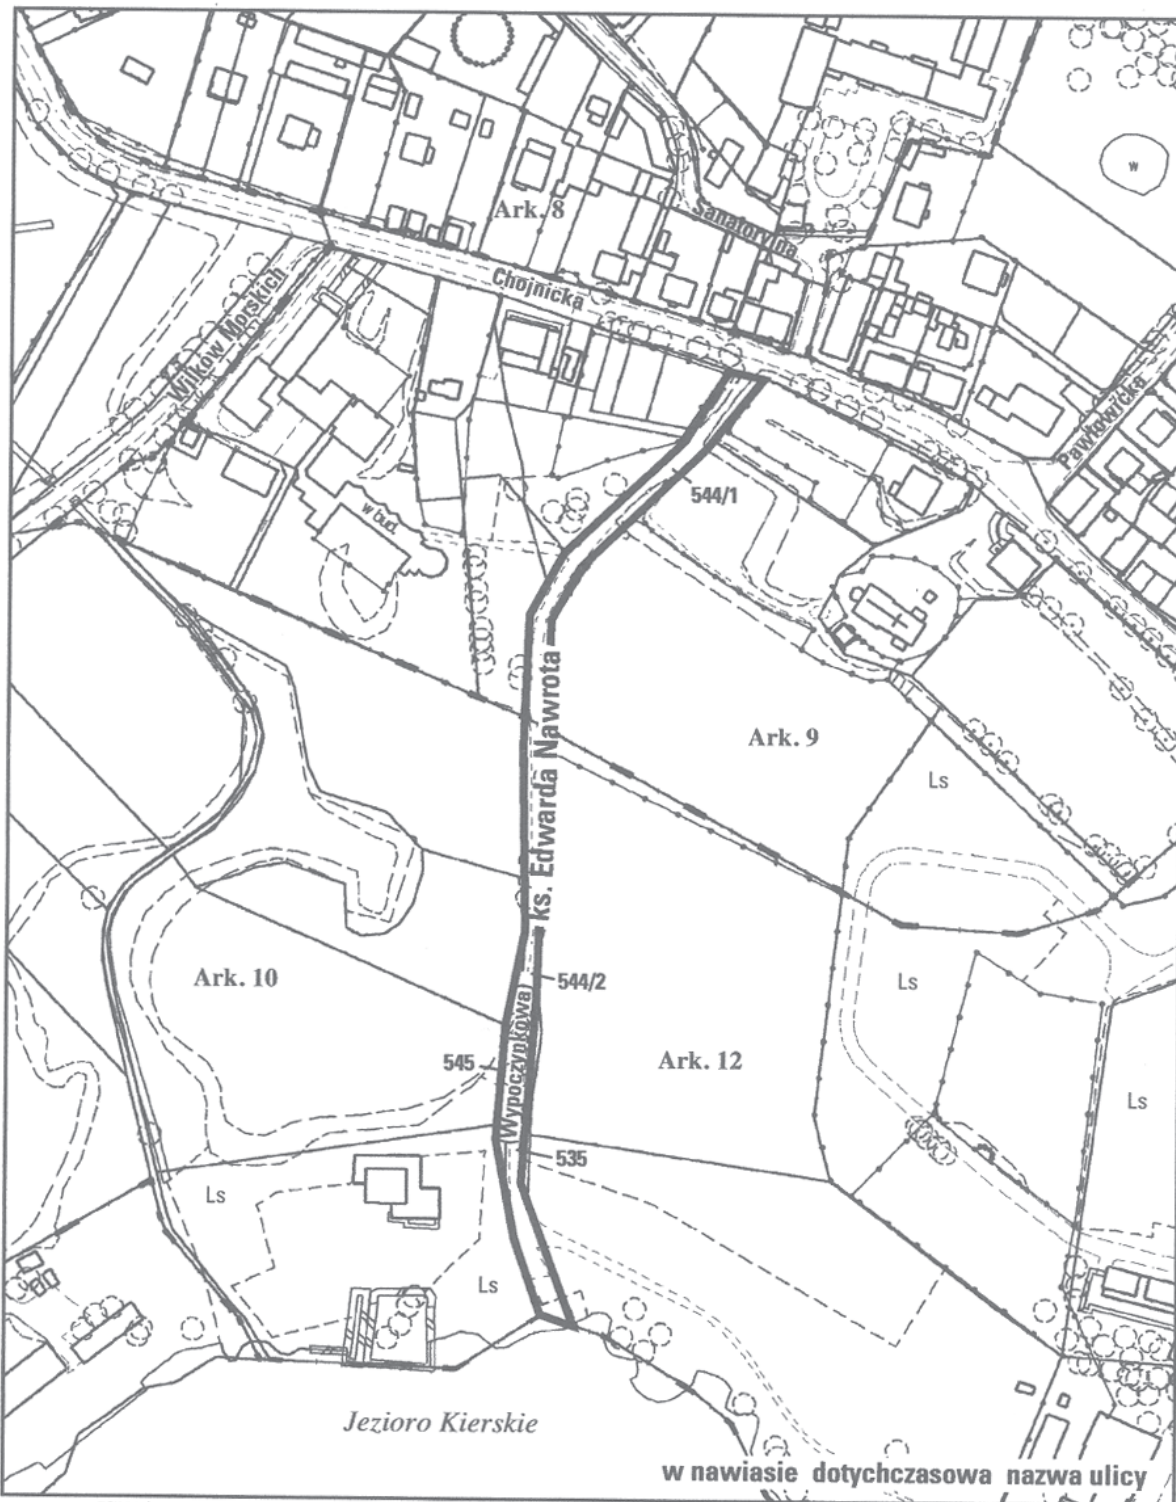 w
Ark. 8
Sanatoryjna
Chojnicka
Wilków Morskich
Pawłowicka
544/1
w bud.
ks. Edwarda Nawrota
Ark. 9
Ls
Ark. 10
544/2
Ls
(Wypoczynkowa)
545
Ark. 12
Ls
535
Ls
Ls
Jezioro Kierskie
w nawiasie dotychczasowa nazwa ulicy